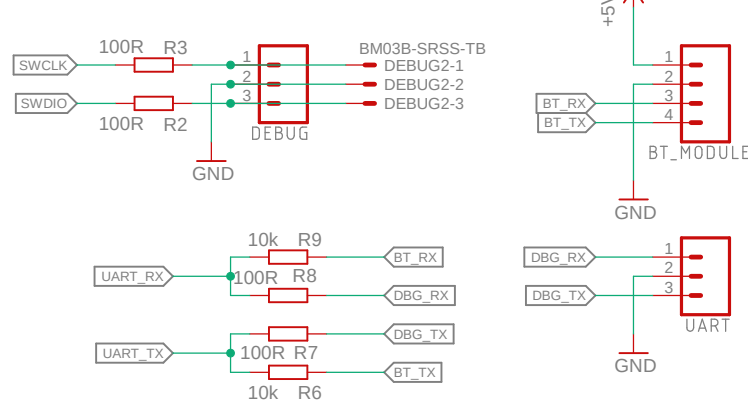 +5V
100R R3
SWCLK
1
2
3
BM03B-SRSS-TB
DEBUG2-1
DEBUG2-2
DEBUG2-3
SWDIO
100R R2
DEBUG
GND
1
2
3
4
BT_RX
BT_TX
BT_MODULE
GND
10k R9
UART_RX
BT_RX
100R R8
DBG_RX
UART_TX
DBG_TX
100R R7
BT_TX
10k R6
DBG_RX
DBG_TX
1
2
3
UART
GND